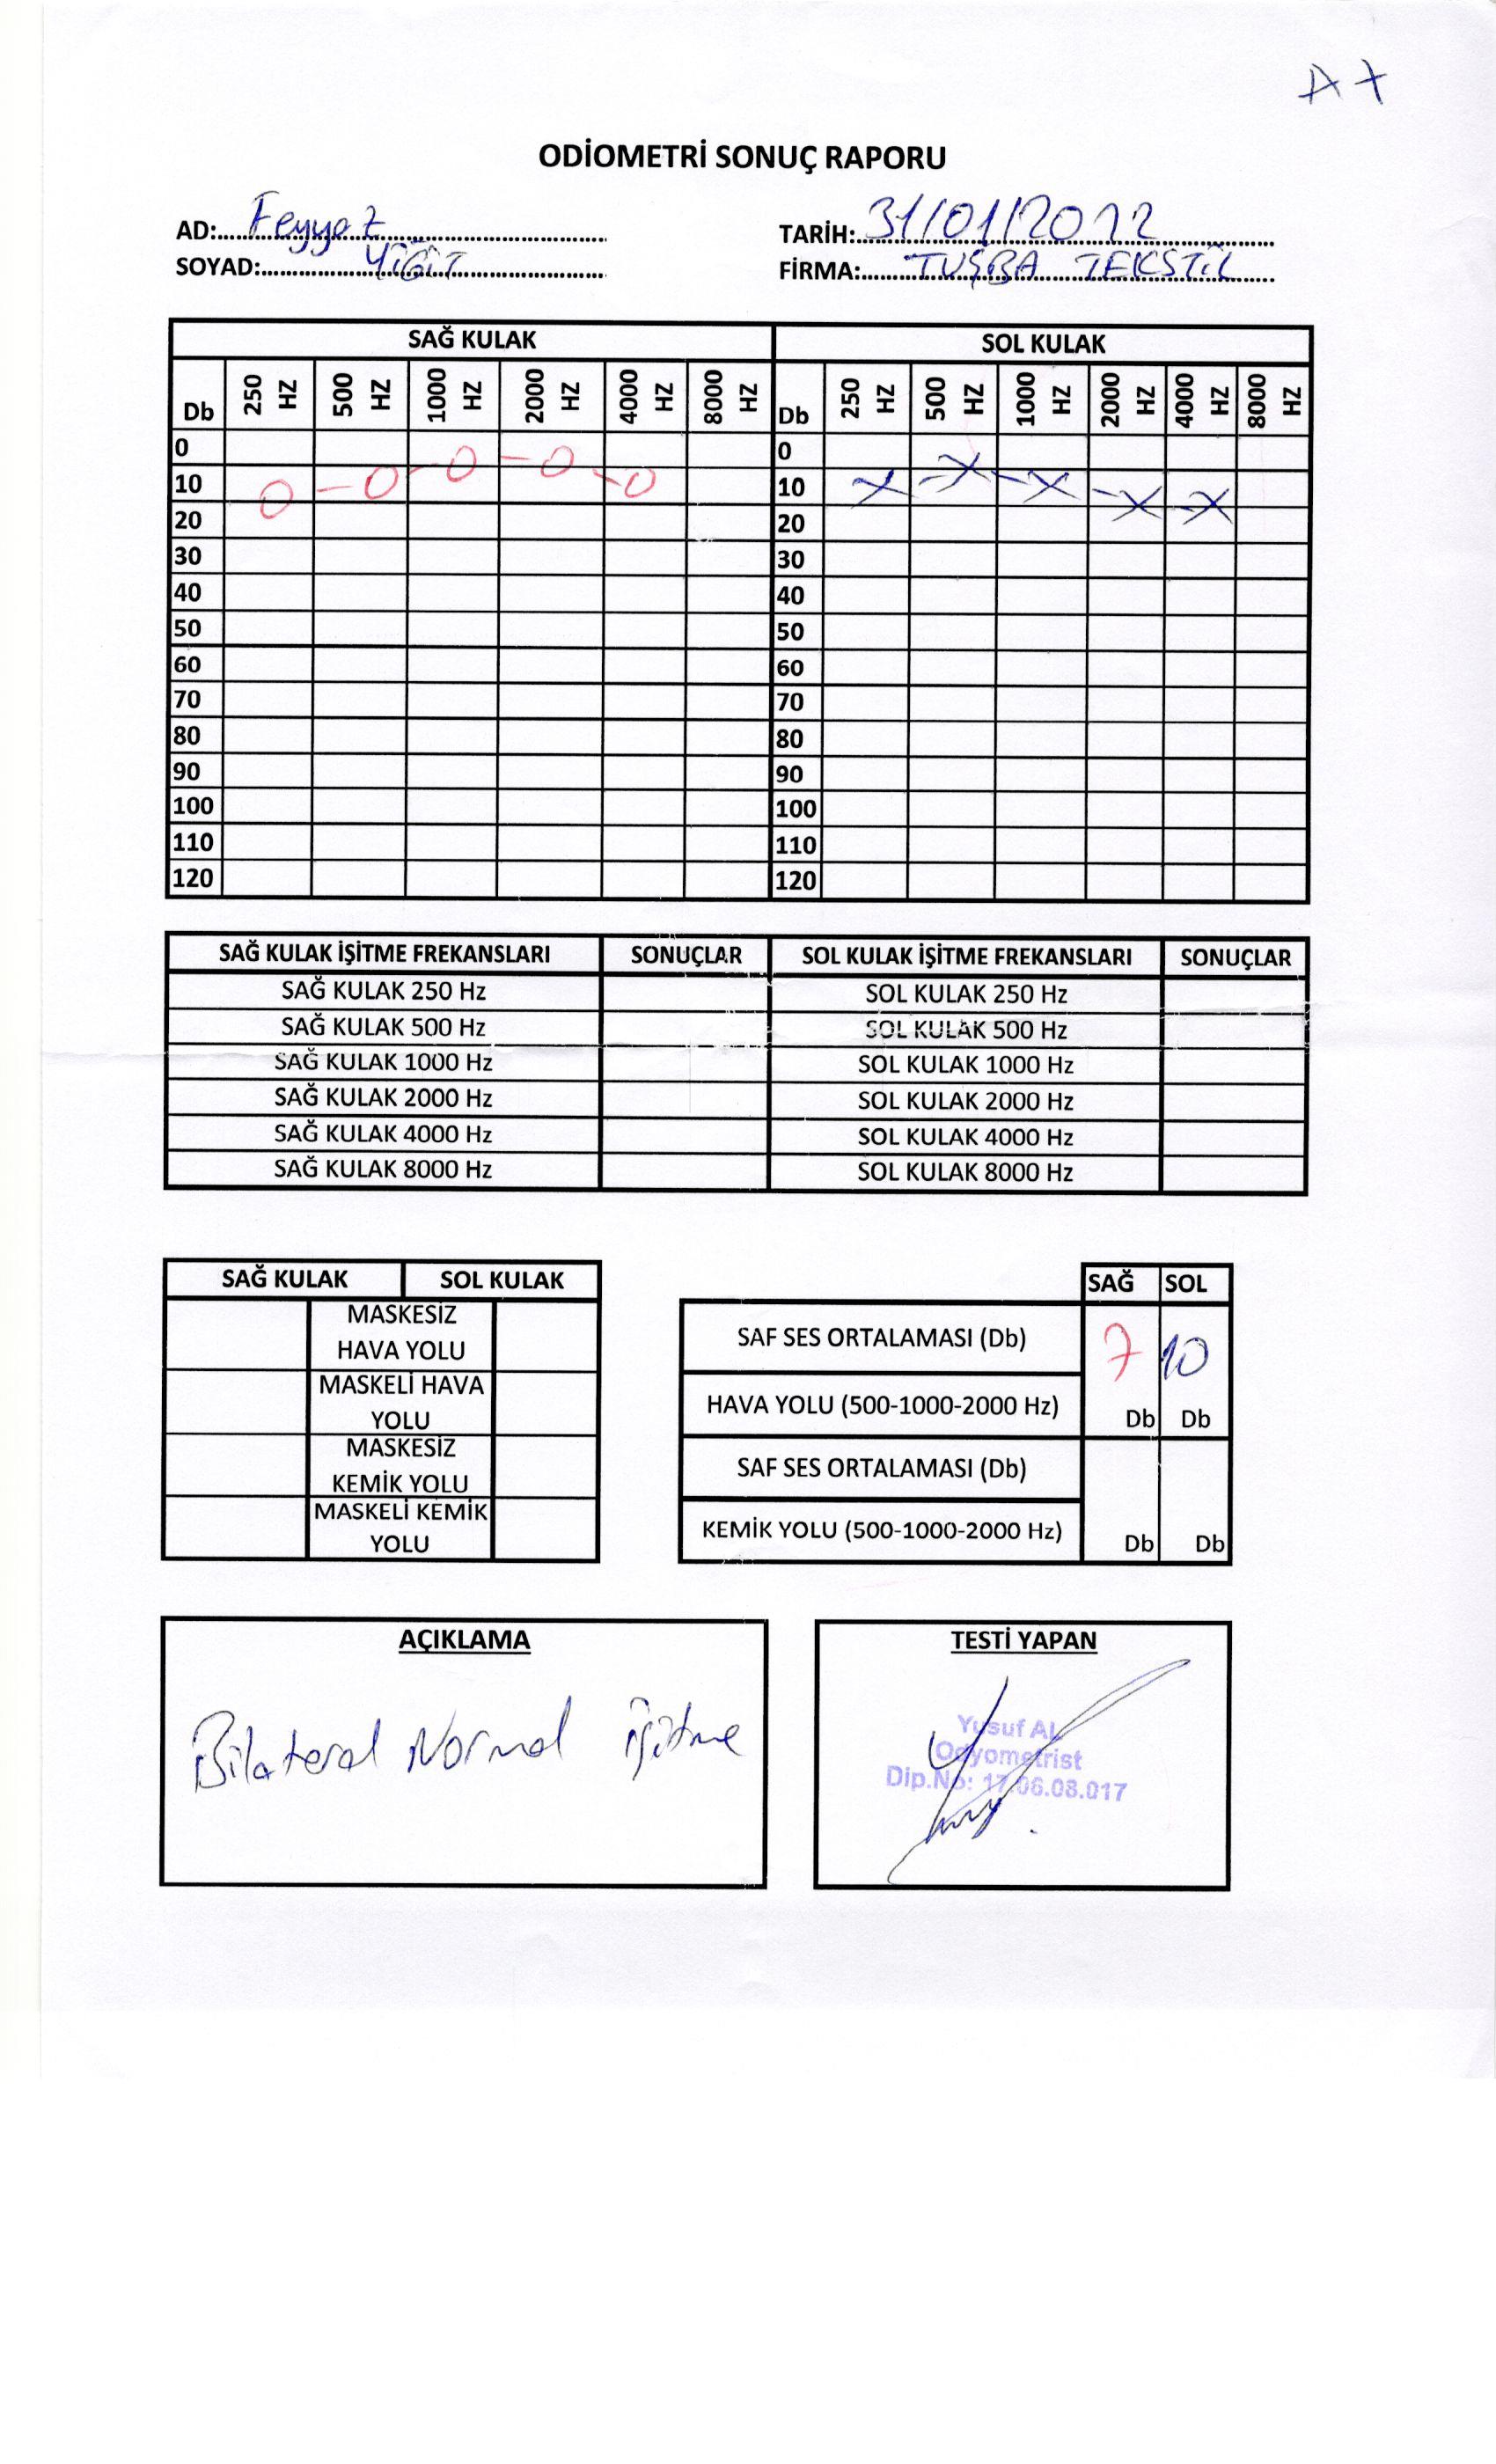 A+
ODİOMETRİ SONUÇ RAPORU
AD: Feyyaz
TARİH: 31/01/2022
SOYAD: YİĞİT
FİRMA: TUŞBA TEKSTİL
SAĞ KULAK SOL KULAK
Db 250 HZ 500 HZ 1000 HZ 2000 HZ 4000 HZ 8000 HZ Db 250 HZ 500 HZ 1000 HZ 2000 HZ 4000 HZ 8000 HZ
0 0
10 10
20 20
30 30
40 40
50 50
60 60
70 70
80 80
90 90
100 100
110 110
120 120
SAĞ KULAK İŞİTME FREKANSLARI SONUÇLAR SOL KULAK İŞİTME FREKANSLARI SONUÇLAR
SAĞ KULAK 250 Hz SOL KULAK 250 Hz
SAĞ KULAK 500 Hz SOL KULAK 500 Hz
SAĞ KULAK 1000 Hz SOL KULAK 1000 Hz
SAĞ KULAK 2000 Hz SOL KULAK 2000 Hz
SAĞ KULAK 4000 Hz SOL KULAK 4000 Hz
SAĞ KULAK 8000 Hz SOL KULAK 8000 Hz
SAĞ KULAK SOL KULAK
MASKESİZ
HAVA YOLU
MASKELİ HAVA
YOLU
MASKESİZ
KEMİK YOLU
MASKELİ KEMİK
YOLU
SAĞ SOL
SAF SES ORTALAMASI (Db) 7 10
HAVA YOLU (500-1000-2000 Hz) Db Db
SAF SES ORTALAMASI (Db)
KEMİK YOLU (500-1000-2000 Hz) Db Db
AÇIKLAMA
Bilateral Normal işitme
TESTİ YAPAN
Yusuf AL
Odyometrist
Dip.No: 17.06.08.017